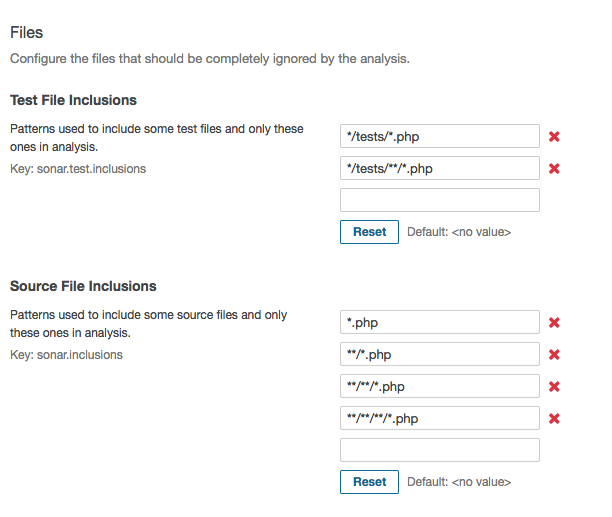 Files
Configure the files that should be completely ignored by the analysis.
Test File Inclusions
Patterns used to include some test files and only these
ones in analysis.
Key: sonar.test.inclusions
*/tests/*.php
*/tests/**/*.php
Reset Default: <no value>
Source File Inclusions
Patterns used to include some source files and only
these ones in analysis.
Key: sonar.inclusions
*.php
**/*.php
**/**/*.php
**/**/**/*.php
Reset Default: <no value>